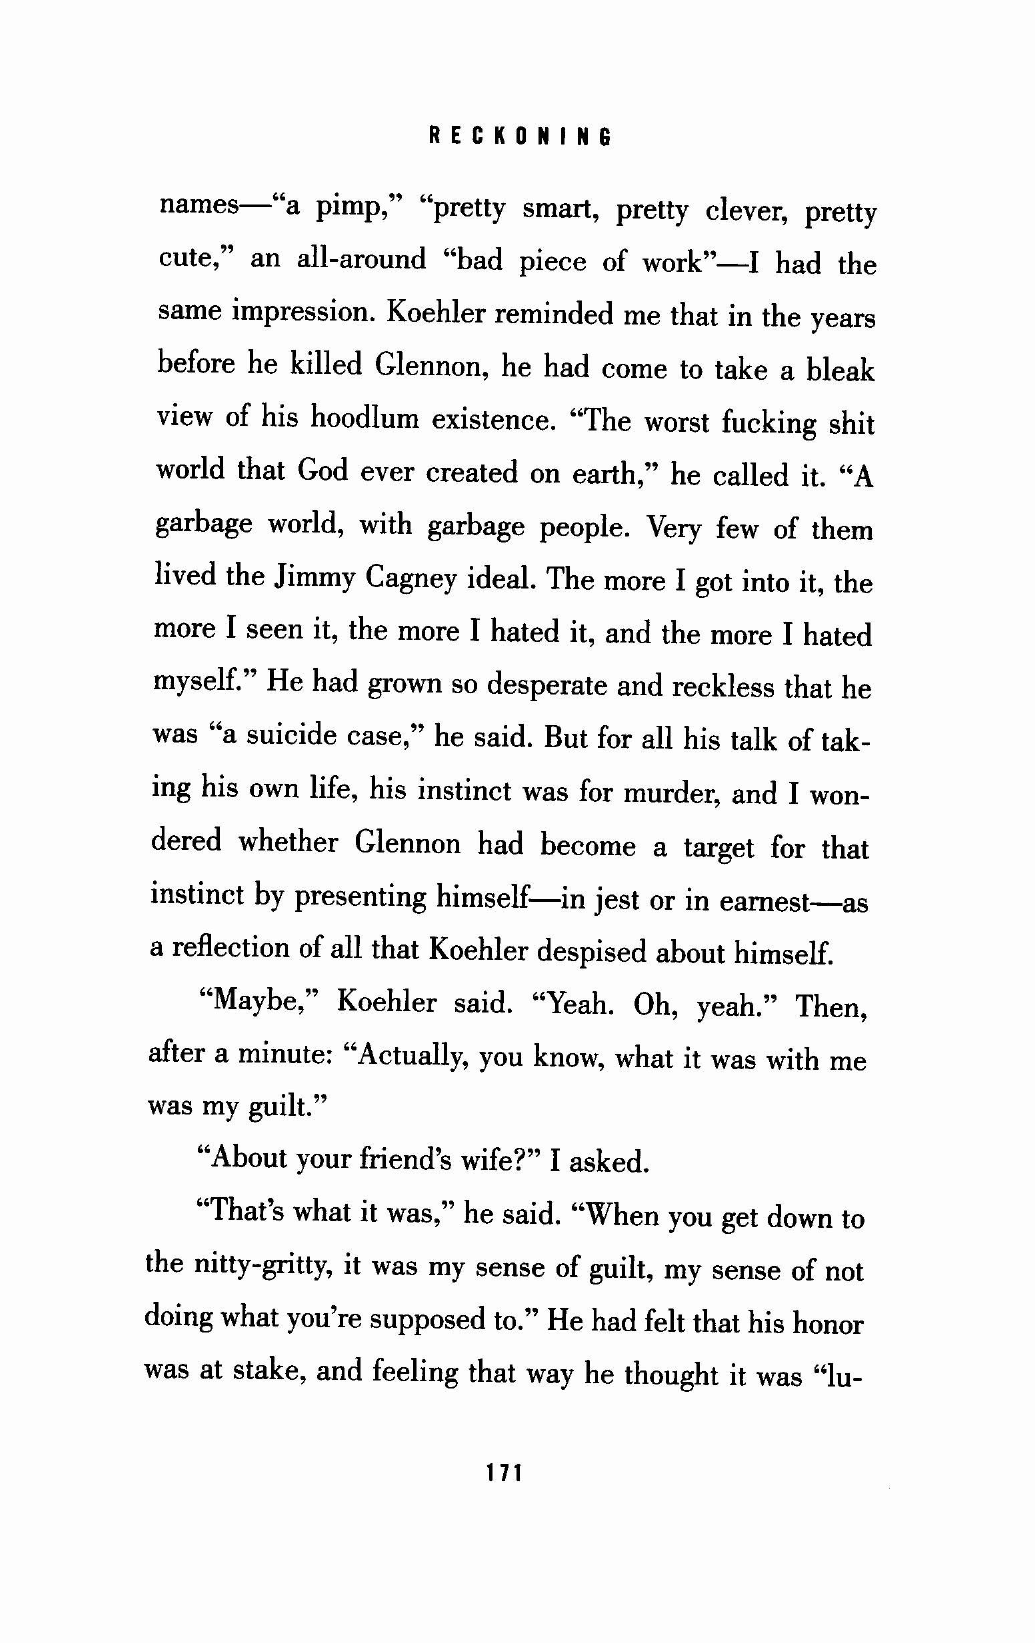 RECKONING
names—“a pimp,” “pretty smart, pretty clever, pretty
cute,” an all-around “bad piece of work”—I had the
same impression. Koehler reminded me that in the years
before he killed Glennon, he had come to take a bleak
view of his hoodlum existence. “The worst fucking shit
world that God ever created on earth,” he called it. “A
garbage world, with garbage people. Very few of them
lived the Jimmy Cagney ideal. The more I got into it, the
more I seen it, the more I hated it, and the more I hated
myself.” He had grown so desperate and reckless that he
was “a suicide case,” he said. But for all his talk of tak-
ing his own life, his instinct was for murder, and I won-
dered whether Glennon had become a target for that
instinct by presenting himself—in jest or in earnest—as
a reflection of all that Koehler despised about himself.
“Maybe,” Koehler said. “Yeah. Oh, yeah.” Then,
after a minute: “Actually, you know, what it was with me
was my guilt.”
“About your friend’s wife?” I asked.
“That’s what it was,” he said. “When you get down to
the nitty-gritty, it was my sense of guilt, my sense of not
doing what you’re supposed to.” He had felt that his honor
was at stake, and feeling that way he thought it was “lu-
171